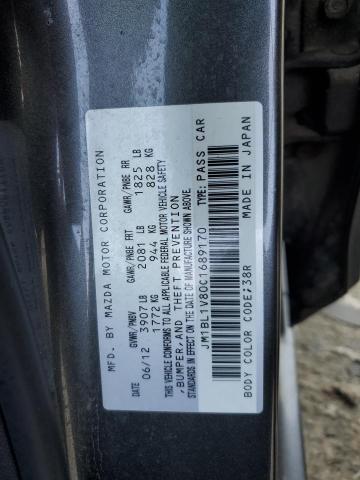 MFD. BY MAZDA MOTOR CORPORATION
GVWR/PNBV GAWR/PNBE FRT GAWR/PNBE RR
DATE 3907 LB 2081 LB 1825 LB
06/12 1772 KG 944 KG 828 KG
THIS VEHICLE CONFORMS TO ALL APPLICABLE FEDERAL MOTOR VEHICLE SAFETY
,BUMPER,AND THEFT PREVENTION
STANDARDS IN EFFECT ON THE DATE OF MANUFACTURE SHOWN ABOVE.
JM1BL1V80C1689170 TYPE: PASS CAR
BODY COLOR CODE;38R MADE IN JAPAN